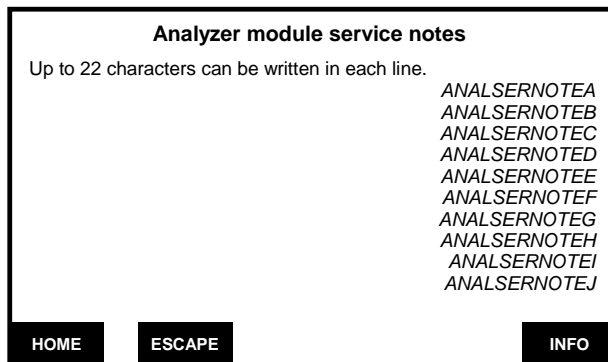 Analyzer module service notes
Up to 22 characters can be written in each line.
ANALSERNOTEA
ANALSERNOTEB
ANALSERNOTEC
ANALSERNOTED
ANALSERNOTEE
ANALSERNOTEF
ANALSERNOTEG
ANALSERNOTEH
ANALSERNOTEI
ANALSERNOTEJ
HOME ESCAPE INFO